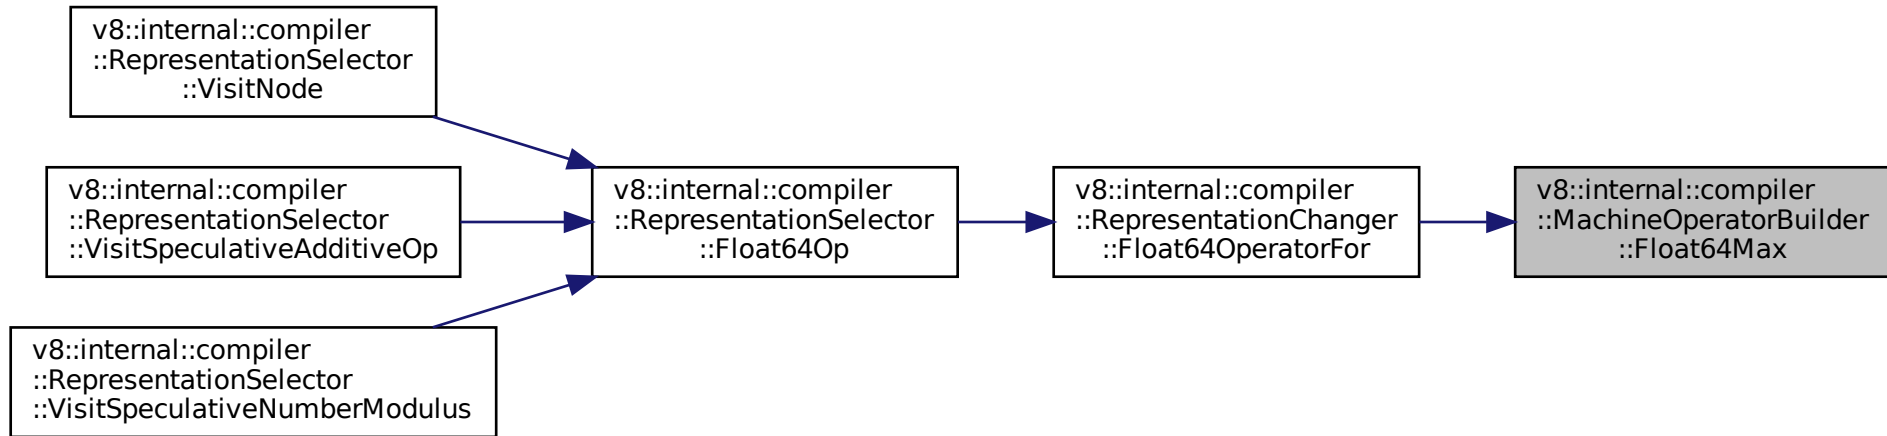 v8::internal::compiler
::RepresentationSelector
::VisitNode
v8::internal::compiler
::RepresentationSelector
::VisitSpeculativeAdditiveOp
v8::internal::compiler
::RepresentationSelector
::VisitSpeculativeNumberModulus
v8::internal::compiler
::RepresentationSelector
::Float64Op
v8::internal::compiler
::RepresentationChanger
::Float64OperatorFor
v8::internal::compiler
::MachineOperatorBuilder
::Float64Max